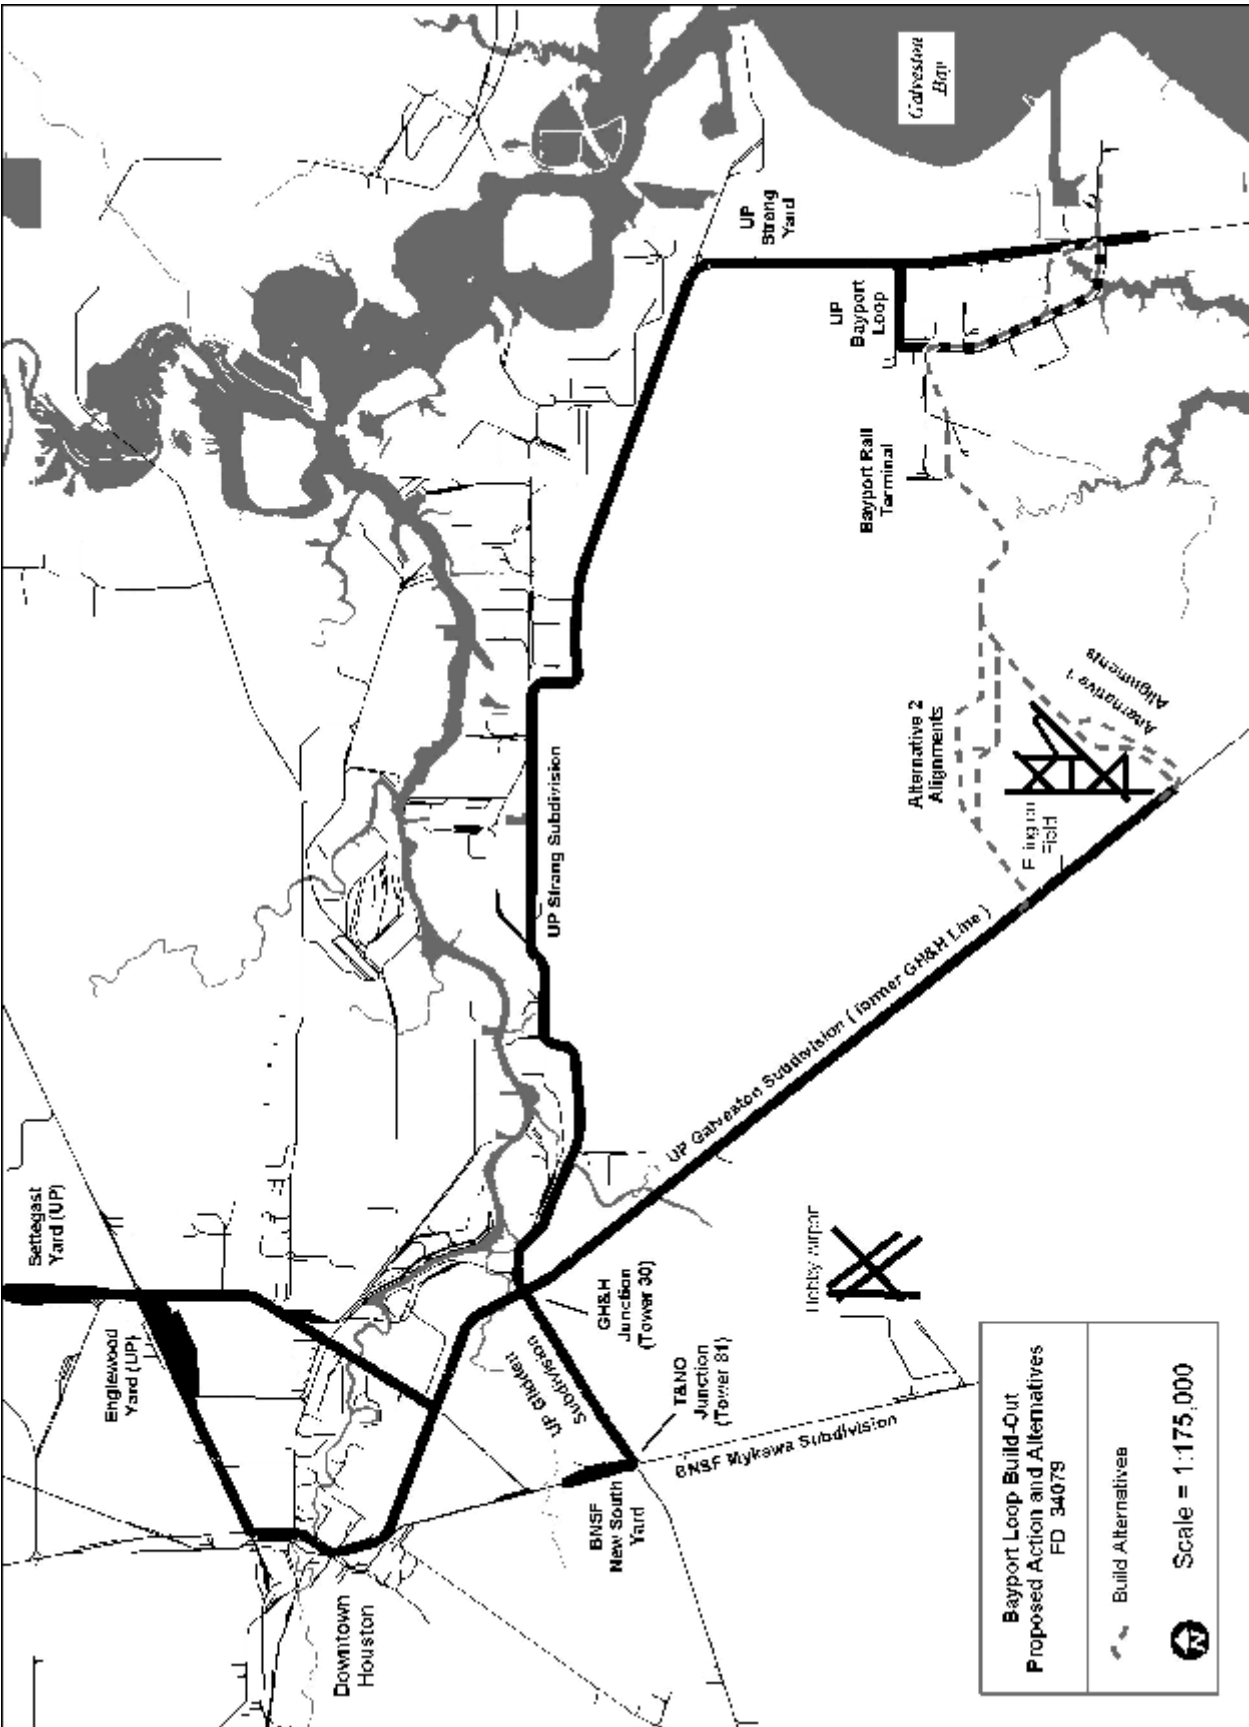 Settegast
Yard (UP)
Englewood
Yard (UP)
Downtown
Houston
BNSF
New South
Yard
UP Glidden
Subdivision
GH&H
Junction
(Tower 30)
T&NO
Junction
(Tower 81)
BNSF Mykawa Subdivision
Hobby Airport
UP Strang Subdivision
UP Galveston Subdivision ( former GH&H Line )
Field
Alternative 2
Alignments
Alternative 1
Alignments
Bayport Rail
Terminal
UP
Bayport
Loop
UP
Strang
Yard
Galveston
Bay
Bayport Loop Build-Out
Proposed Action and Alternatives
FD 34079
Build Alternatives
N
Scale = 1:175,000